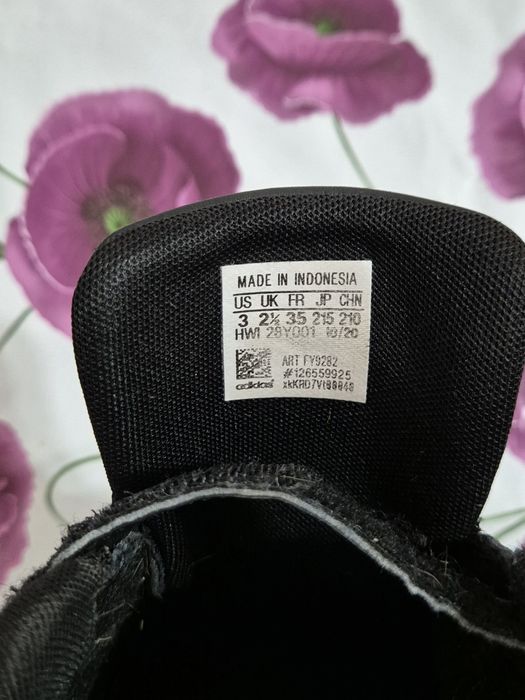 MADE IN INDONESIA
US UK FR JP CHN
3 2½ 35 215 210
HWI 28Y001 10/20
ART FY9282
#126559925
adidas